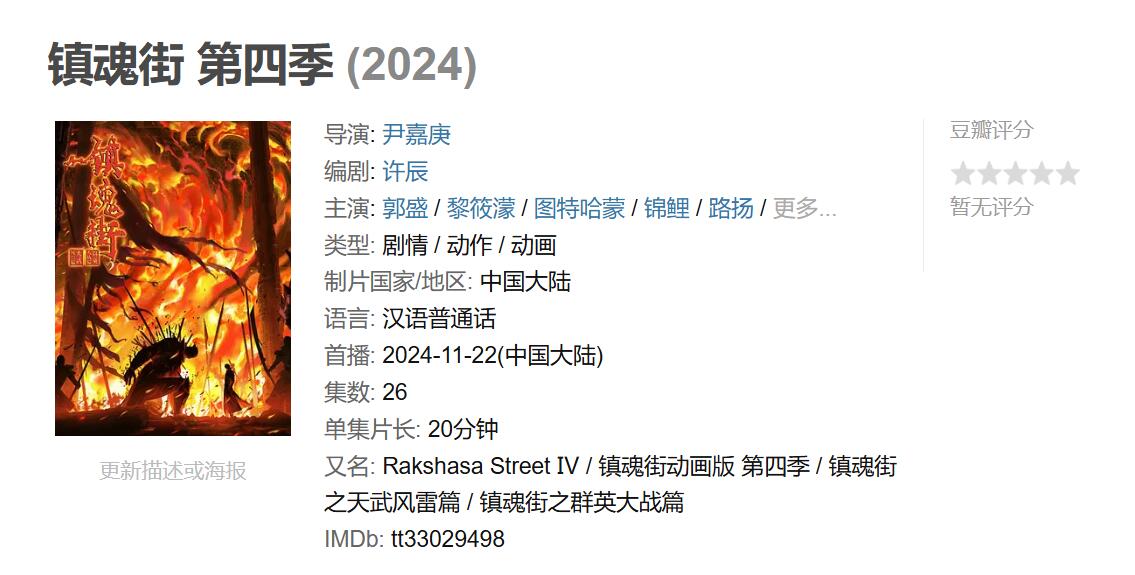 镇魂街 第四季 (2024)
镇魂街
导演: 尹嘉庚
编剧: 许辰
主演: 郭盛 / 黎筱濛 / 图特哈蒙 / 锦鲤 / 路扬 / 更多...
类型: 剧情 / 动作 / 动画
制片国家/地区: 中国大陆
语言: 汉语普通话
首播: 2024-11-22(中国大陆)
集数: 26
单集片长: 20分钟
又名: Rakshasa Street IV / 镇魂街动画版 第四季 / 镇魂街
之天武风雷篇 / 镇魂街之群英大战篇
IMDb: tt33029498
更新描述或海报
豆瓣评分
暂无评分